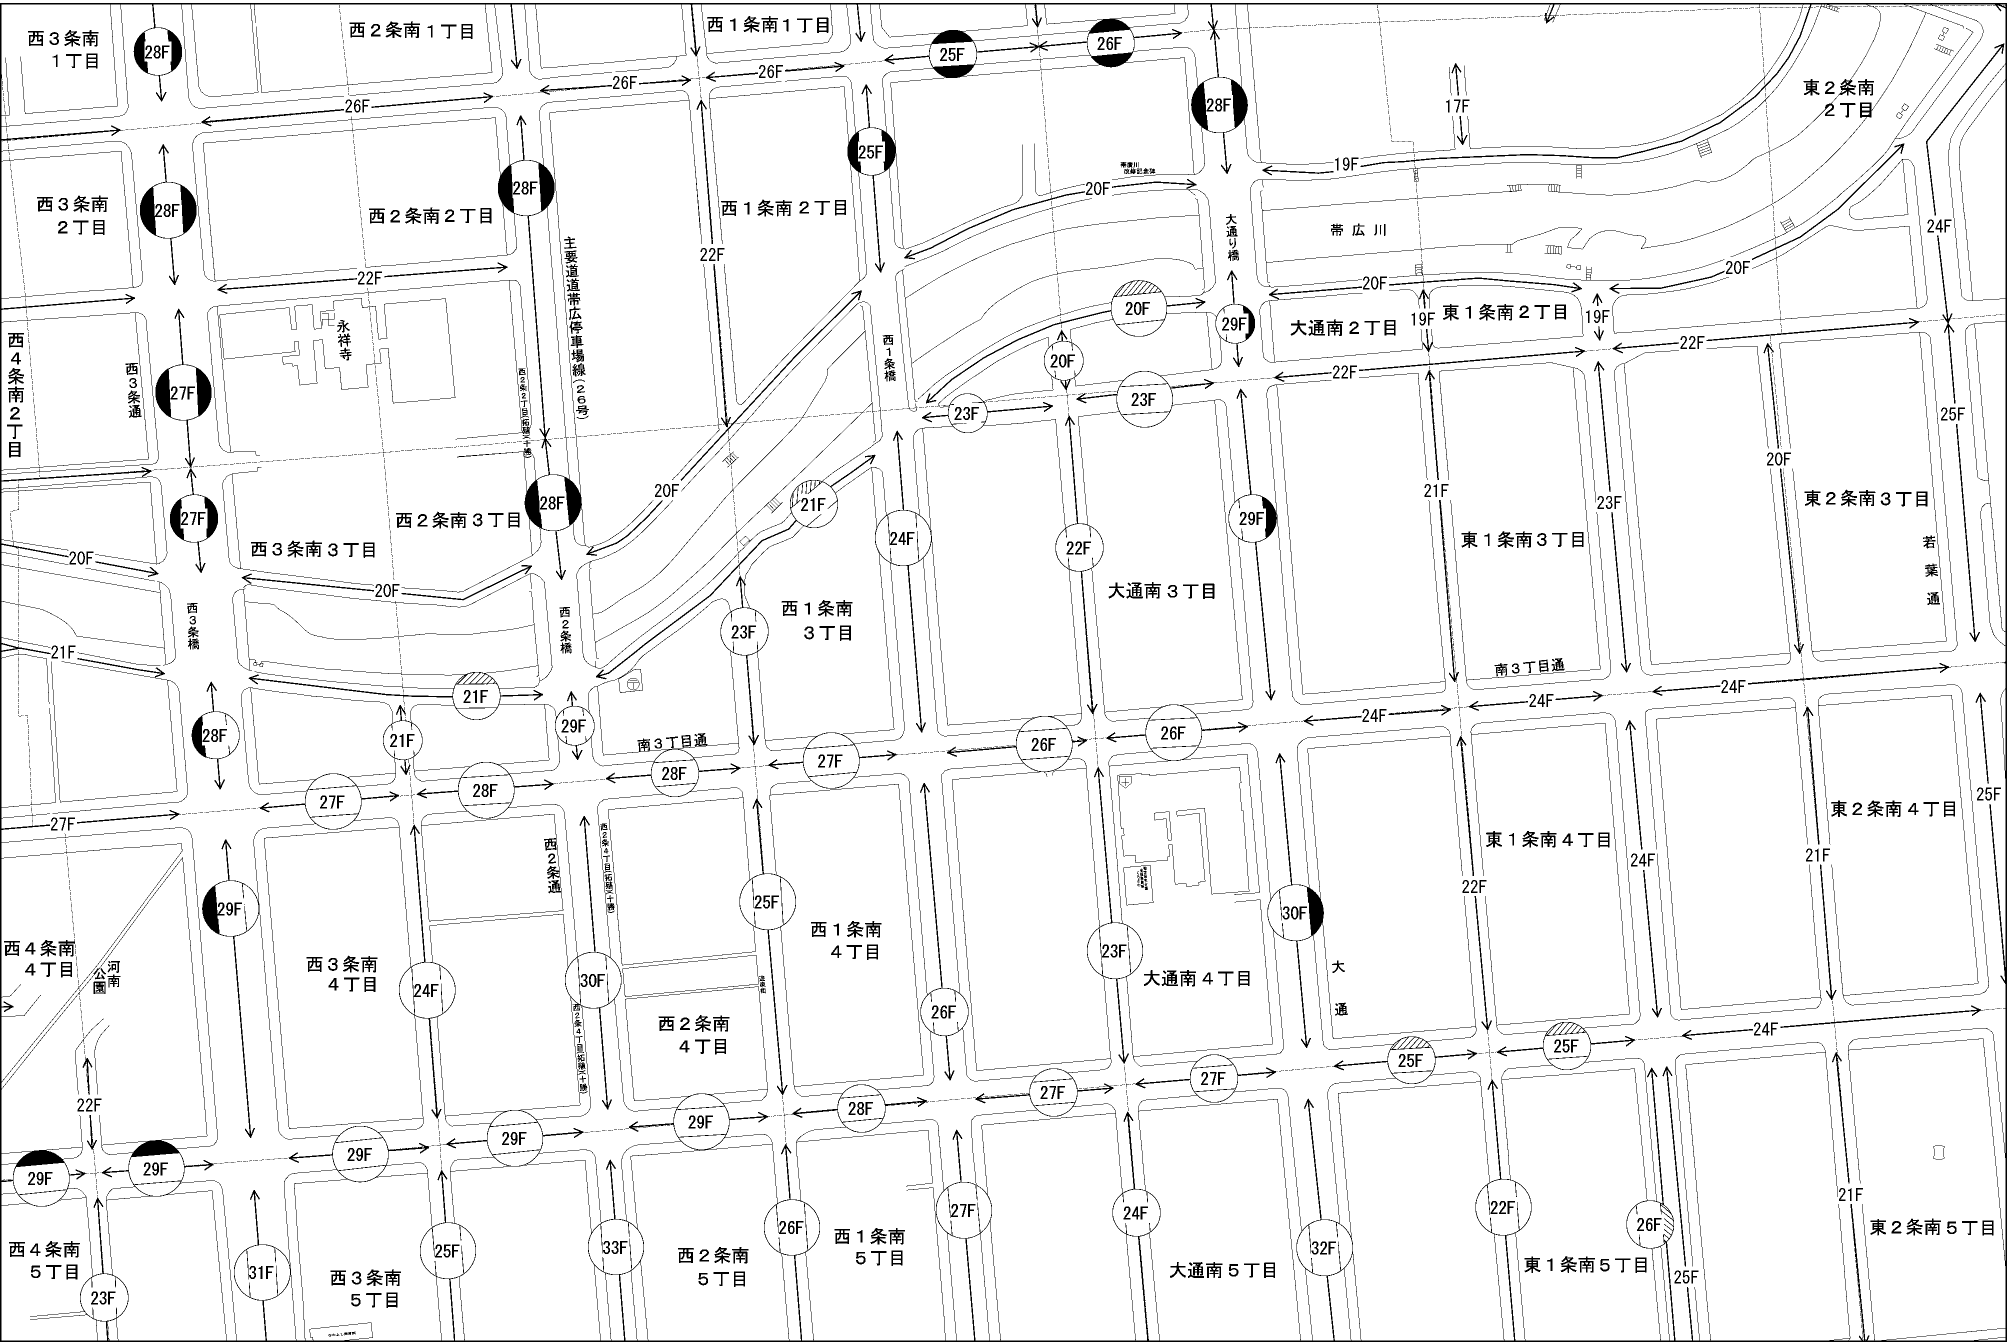 西3条南
1丁目
28F
西2条南1丁目
西1条南1丁目
25F
26F
28F
26F
26F
26F
17F
東2条南
2丁目
25F
19F
20F
帯広川
改修記念碑
西3条南
2丁目
28F
西2条南2丁目
28F
西1条南2丁目
22F
大通り橋
帯広川
24F
22F
主要道道帯広停車場線(26号)
20F
20F
20F
29F
19F
19F
大通南2丁目
東1条南2丁目
永祥寺
西4条南2丁目
西3条通
27F
西1条橋
20F
22F
22F
23F
23F
25F
20F
21F
23F
27F
28F
20F
21F
24F
22F
29F
西2条南3丁目
西3条南3丁目
東1条南3丁目
東2条南3丁目
若葉通
20F
20F
大通南3丁目
西3条橋
西2条橋
西1条南
3丁目
23F
21F
21F
南3丁目通
24F
24F
24F
28F
21F
29F
南3丁目通
26F
26F
27F
28F
28F
27F
27F
25F
東2条南4丁目
東1条南4丁目
24F
21F
22F
西2条通
29F
25F
西1条南
4丁目
30F
西4条南
4丁目
河南
公園
西3条南
4丁目
24F
30F
23F
大通南4丁目
大通
26F
西2条南
4丁目
24F
25F
25F
27F
27F
28F
29F
29F
29F
22F
29F
29F
21F
22F
26F
24F
27F
26F
東2条南5丁目
西4条南
5丁目
23F
31F
西3条南
5丁目
25F
33F
西2条南
5丁目
西1条南
5丁目
大通南5丁目
32F
東1条南5丁目
25F